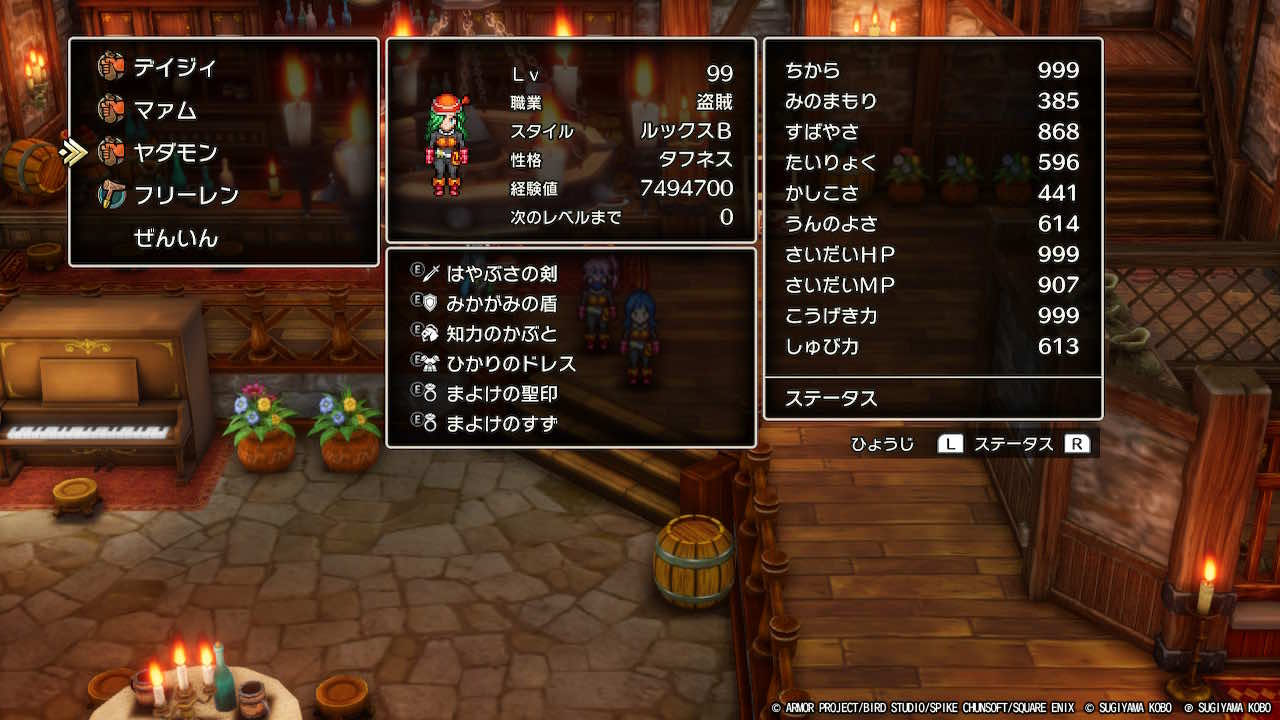 デイジィ
マァム
ヤダモン
フリーレン
ぜんいん
Lv 99
職業 盗賊
スタイル ルックスB
性格 タフネス
経験値 7494700
次のレベルまで 0
E はやぶさの剣
E みかがみの盾
E 知力のかぶと
E ひかりのドレス
E まよけの聖印
E まよけのすず
ちから 999
みのまもり 385
すばやさ 868
たいりょく 596
かしこさ 441
うんのよさ 614
さいだいHP 999
さいだいMP 907
こうげき力 999
しゅび力 613
ステータス
ひょうじ L ステータス R
© ARMOR PROJECT/BIRD STUDIO/SPIKE CHUNSOFT/SQUARE ENIX © SUGIYAMA KOBO ℗ SUGIYAMA KOBO